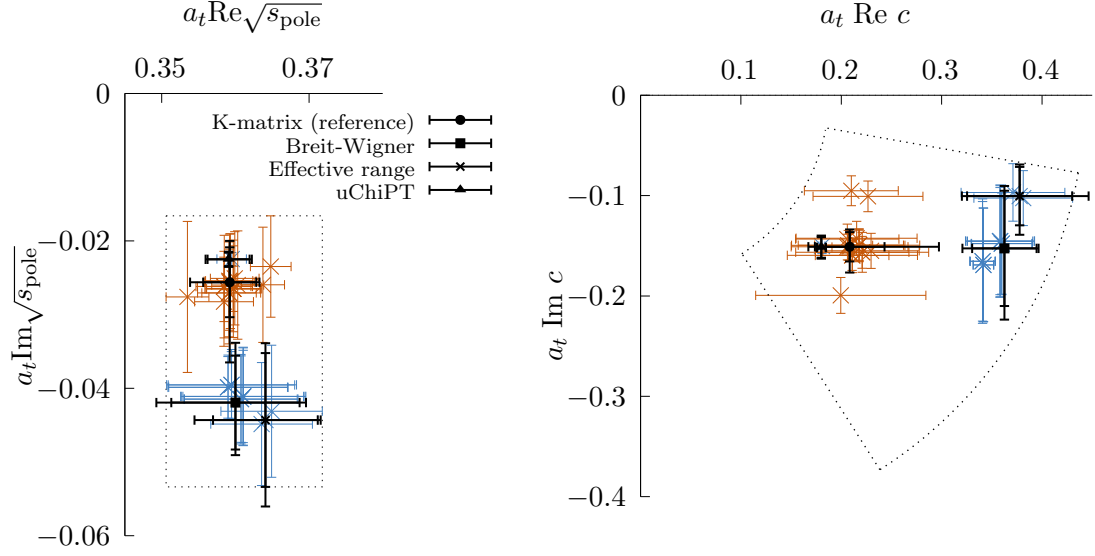 a_t Re√s_pole
0.35 0.37
0
−0.02
−0.04
−0.06
a_t Im√s_pole
K-matrix (reference)
Breit-Wigner
Effective range
uChiPT
a_t Re c
0.1 0.2 0.3 0.4
0
−0.1
−0.2
−0.3
−0.4
a_t Im c